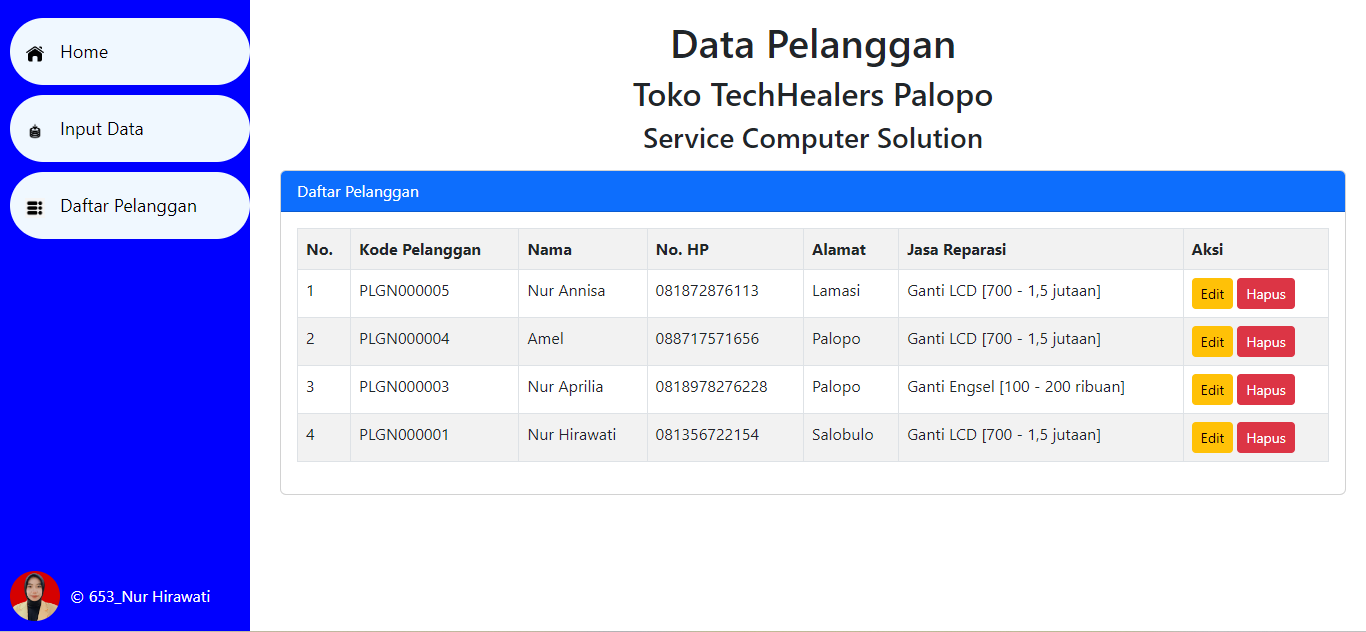 Home
Input Data
Daftar Pelanggan
© 653_Nur Hirawati
Data Pelanggan
Toko TechHealers Palopo
Service Computer Solution
Daftar Pelanggan
No. Kode Pelanggan Nama No. HP Alamat Jasa Reparasi Aksi
1 PLGN000005 Nur Annisa 081872876113 Lamasi Ganti LCD [700 - 1,5 jutaan] Edit Hapus
2 PLGN000004 Amel 088717571656 Palopo Ganti LCD [700 - 1,5 jutaan] Edit Hapus
3 PLGN000003 Nur Aprilia 0818978276228 Palopo Ganti Engsel [100 - 200 ribuan] Edit Hapus
4 PLGN000001 Nur Hirawati 081356722154 Salobulo Ganti LCD [700 - 1,5 jutaan] Edit Hapus